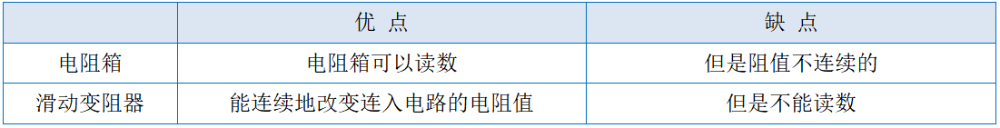 优 点 缺 点
电阻箱 电阻箱可以读数 但是阻值不连续的
滑动变阻器 能连续地改变连入电路的电阻值 但是不能读数